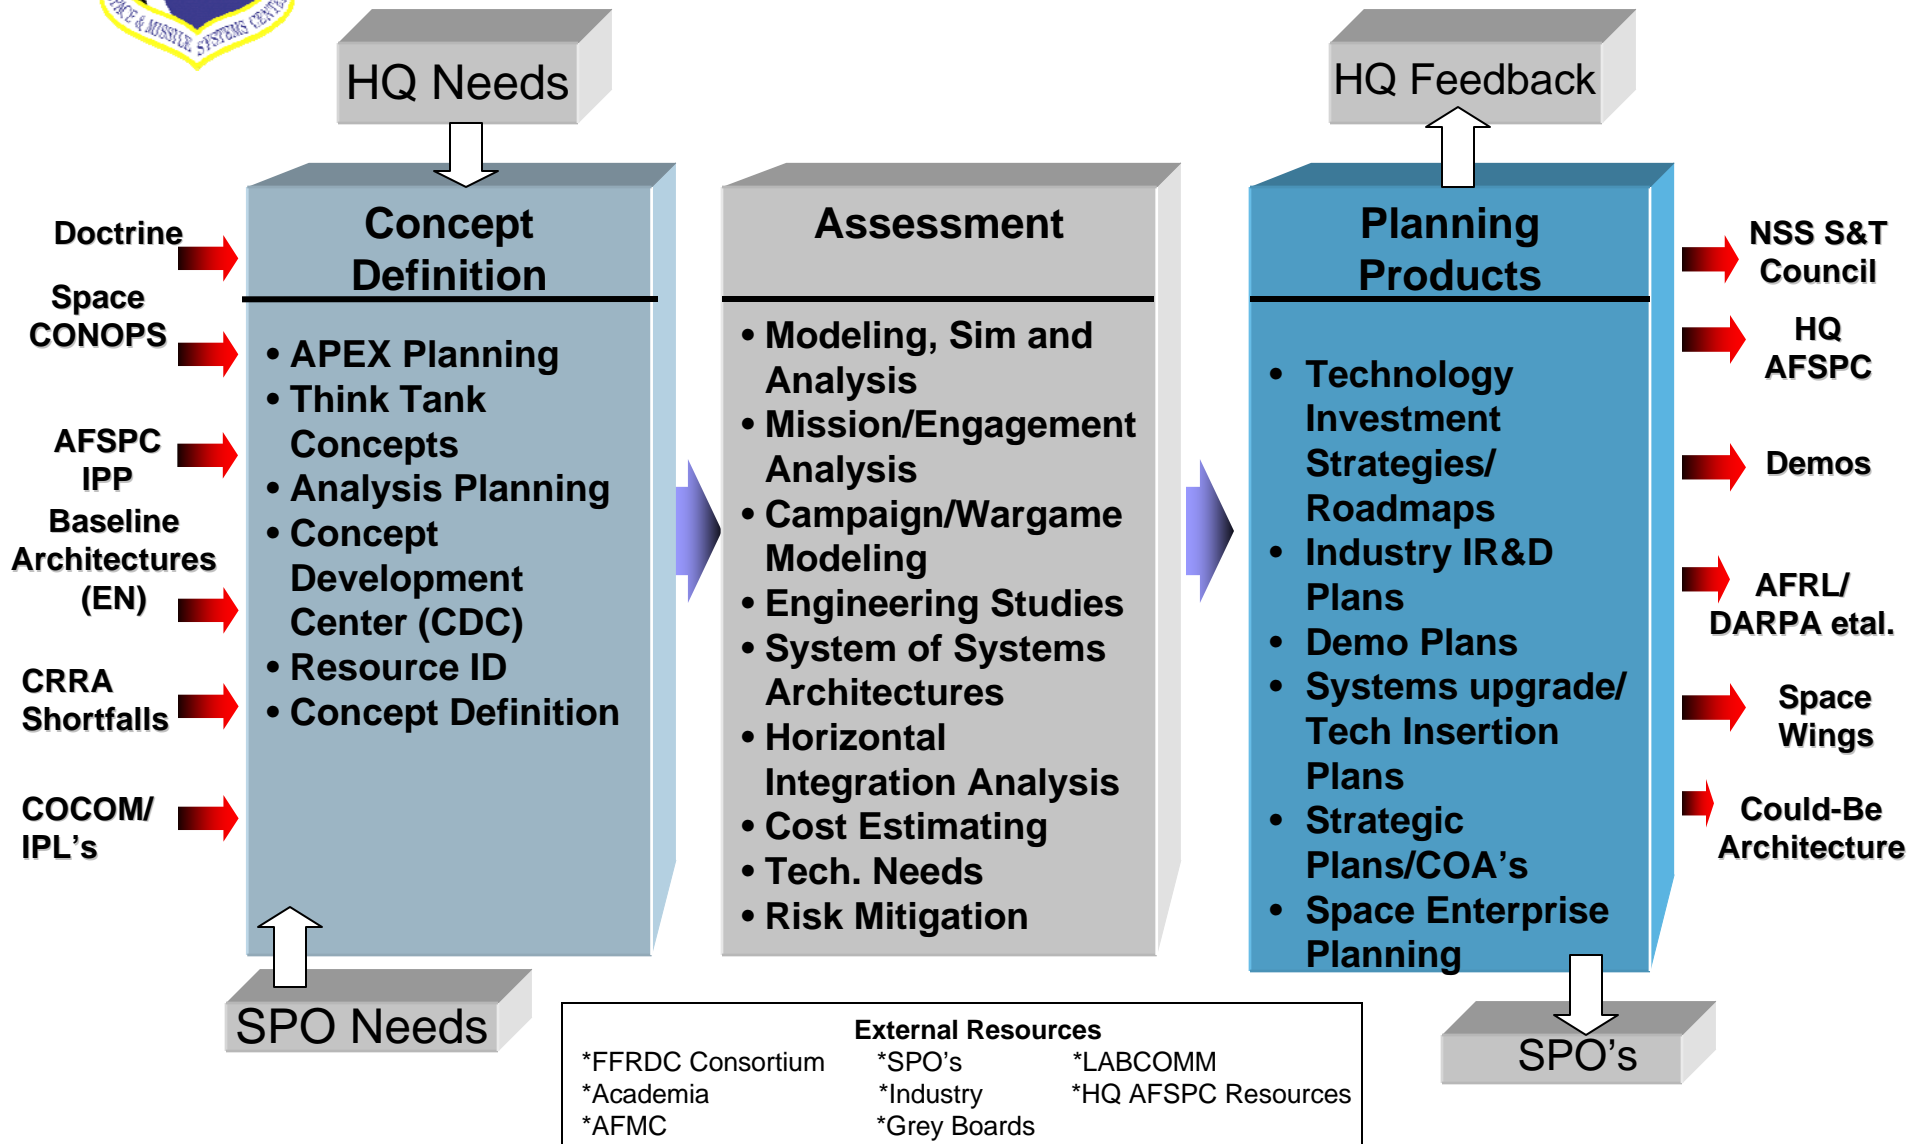 SPACE & MISSILE SYSTEMS CENTER
HQ Needs
HQ Feedback
Doctrine
Space
CONOPS
AFSPC
IPP
Baseline
Architectures
(EN)
CRRA
Shortfalls
COCOM/
IPL’s
Concept
Definition
• APEX Planning
• Think Tank
Concepts
• Analysis Planning
• Concept
Development
Center (CDC)
• Resource ID
• Concept Definition
Assessment
• Modeling, Sim and
Analysis
• Mission/Engagement
Analysis
• Campaign/Wargame
Modeling
• Engineering Studies
• System of Systems
Architectures
• Horizontal
Integration Analysis
• Cost Estimating
• Tech. Needs
• Risk Mitigation
Planning
Products
• Technology
Investment
Strategies/
Roadmaps
• Industry IR&D
Plans
• Demo Plans
• Systems upgrade/
Tech Insertion
Plans
• Strategic
Plans/COA’s
• Space Enterprise
Planning
NSS S&T
Council
HQ
AFSPC
Demos
AFRL/
DARPA etal.
Space
Wings
Could-Be
Architecture
SPO Needs
SPO’s
External Resources
*FFRDC Consortium *SPO’s *LABCOMM
*Academia *Industry *HQ AFSPC Resources
*AFMC *Grey Boards